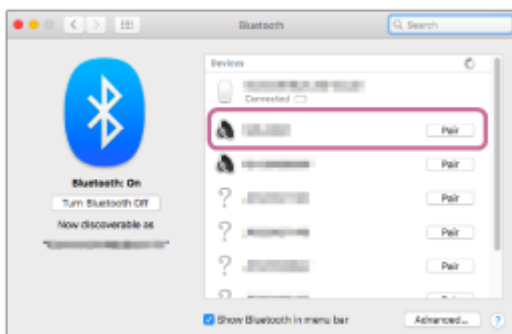 Bluetooth
Search
Devices
Connected
Pair
Pair
Bluetooth: On
Turn Bluetooth Off
Pair
Now discoverable as
Pair
Pair
Show Bluetooth in menu bar
Advanced...
?